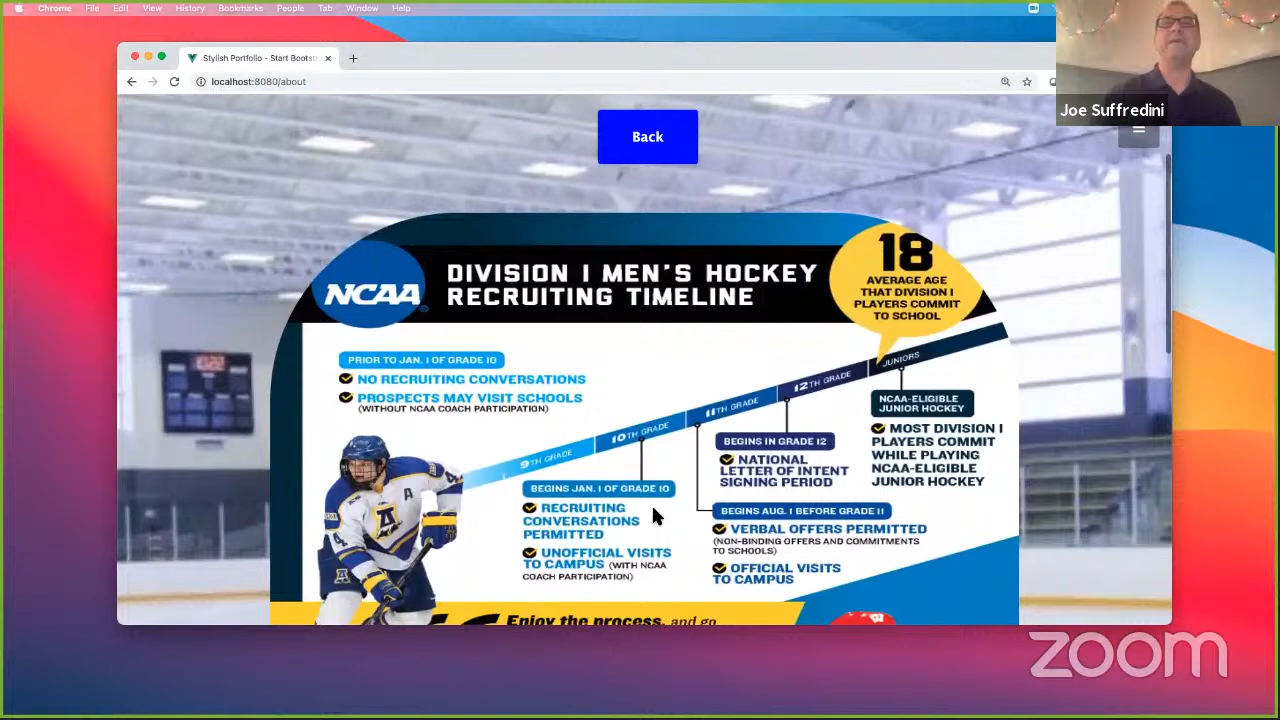 Chrome File Edit View History Bookmarks People Tab Window Help
Stylish Portfolio - Start Bootst
localhost:8080/about
Joe Suffredini
Back
NCAA
DIVISION I MEN'S HOCKEY
RECRUITING TIMELINE
18
AVERAGE AGE
THAT DIVISION I
PLAYERS COMMIT
TO SCHOOL
PRIOR TO JAN. 1 OF GRADE 10
NO RECRUITING CONVERSATIONS
PROSPECTS MAY VISIT SCHOOLS
(WITHOUT NCAA COACH PARTICIPATION)
9TH GRADE
10TH GRADE
11TH GRADE
12TH GRADE
JUNIORS
BEGINS JAN. 1 OF GRADE 10
RECRUITING
CONVERSATIONS
PERMITTED
UNOFFICIAL VISITS
TO CAMPUS (WITH NCAA
COACH PARTICIPATION)
BEGINS IN GRADE 12
NATIONAL
LETTER OF INTENT
SIGNING PERIOD
BEGINS AUG. 1 BEFORE GRADE 11
VERBAL OFFERS PERMITTED
(NON-BINDING OFFERS AND COMMITMENTS
TO SCHOOLS)
OFFICIAL VISITS
TO CAMPUS
NCAA-ELIGIBLE
JUNIOR HOCKEY
MOST DIVISION I
PLAYERS COMMIT
WHILE PLAYING
NCAA-ELIGIBLE
JUNIOR HOCKEY
A
A
4
Enjoy the process, and go
zoom